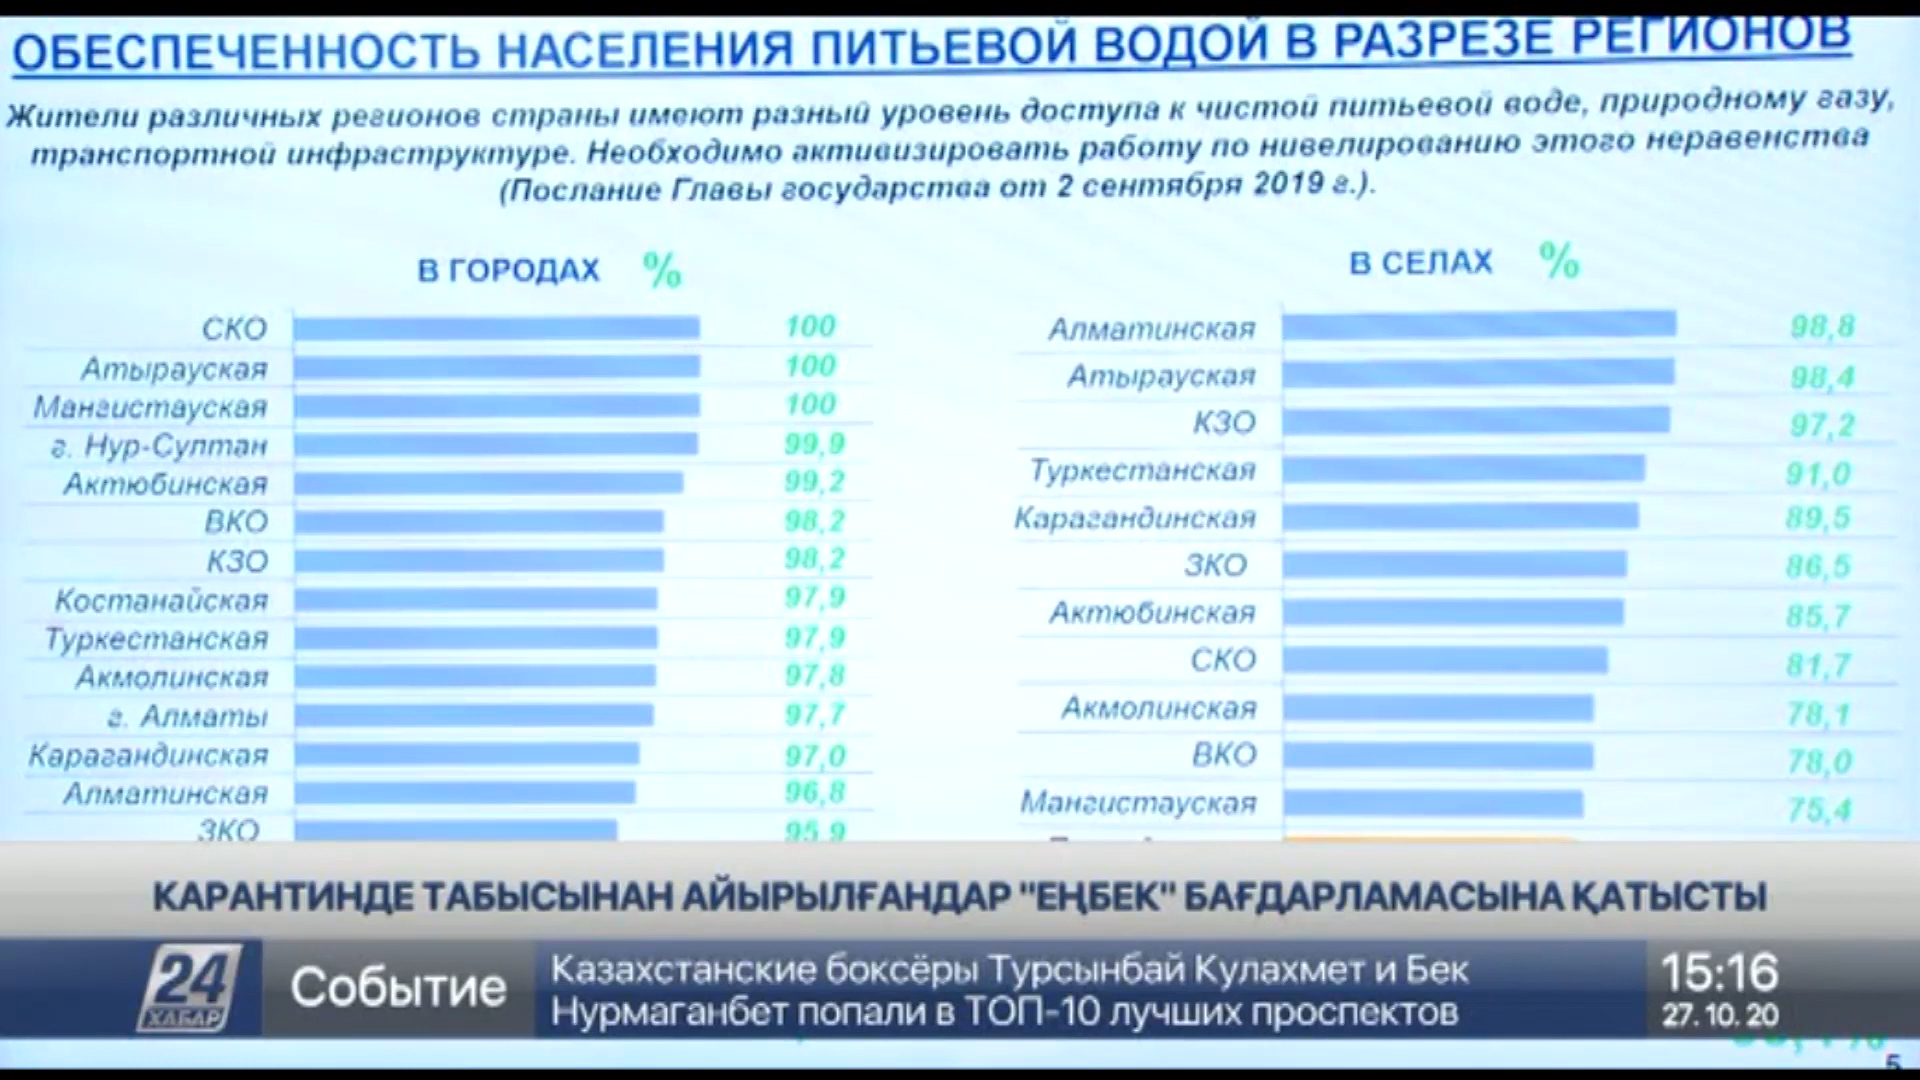 ОБЕСПЕЧЕННОСТЬ НАСЕЛЕНИЯ ПИТЬЕВОЙ ВОДОЙ В РАЗРЕЗЕ РЕГИОНОВ
Жители различных регионов страны имеют разный уровень доступа к чистой питьевой воде, природному газу,
транспортной инфраструктуре. Необходимо активизировать работу по нивелированию этого неравенства
(Послание Главы государства от 2 сентября 2019 г.).
В ГОРОДАХ %
СКО 100
Атырауская 100
Мангистауская 100
г. Нур-Султан 99,9
Актюбинская 99,2
ВКО 98,2
КЗО 98,2
Костанайская 97,9
Туркестанская 97,9
Акмолинская 97,8
г. Алматы 97,7
Карагандинская 97,0
Алматинская 96,8
ЗКО 95,9
В СЕЛАХ %
Алматинская 98,8
Атырауская 98,4
КЗО 97,2
Туркестанская 91,0
Карагандинская 89,5
ЗКО 86,5
Актюбинская 85,7
СКО 81,7
Акмолинская 78,1
ВКО 78,0
Мангистауская 75,4
КАРАНТИНДЕ ТАБЫСЫНАН АЙЫРЫЛҒАНДАР "ЕҢБЕК" БАҒДАРЛАМАСЫНА ҚАТЫСТЫ
24
ХАБАР
Событие
Казахстанские боксёры Турсынбай Кулахмет и Бек
Нурмаганбет попали в ТОП-10 лучших проспектов
15:16
27.10.20
5